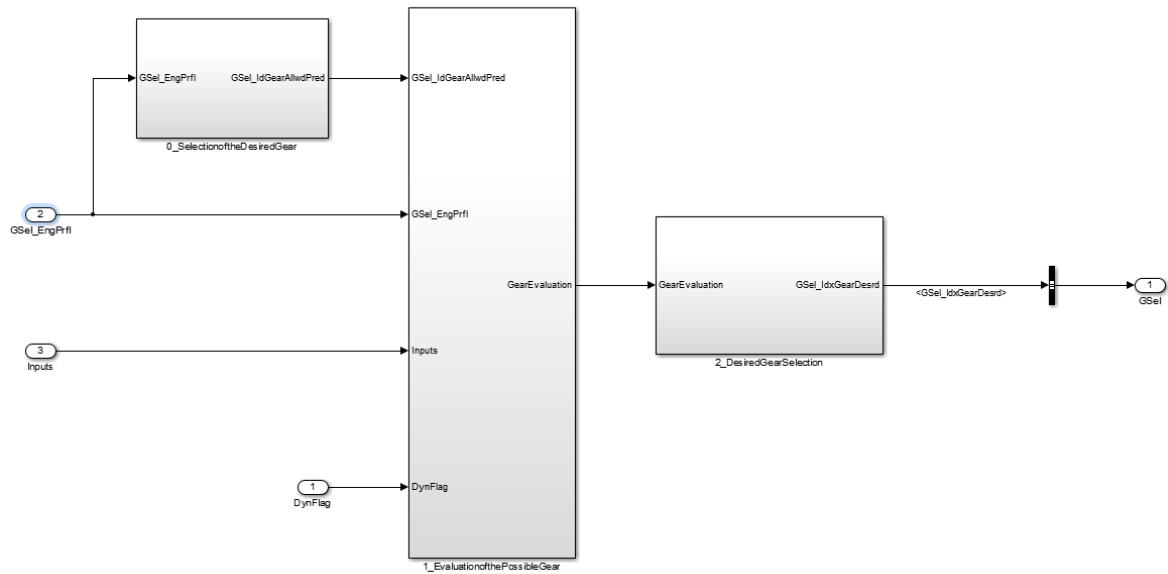 GSel_EngPrfl
GSel_IdGearAllwdPred
0_SelectionoftheDesiredGear
2
GSel_EngPrfl
3
Inputs
1
DynFlag
GSel_IdGearAllwdPred
GSel_EngPrfl
GearEvaluation
Inputs
DynFlag
1_EvaluationofthePossibleGear
GearEvaluation
GSel_IdxGearDesrd
2_DesiredGearSelection
<GSel_IdxGearDesrd>
1
GSel